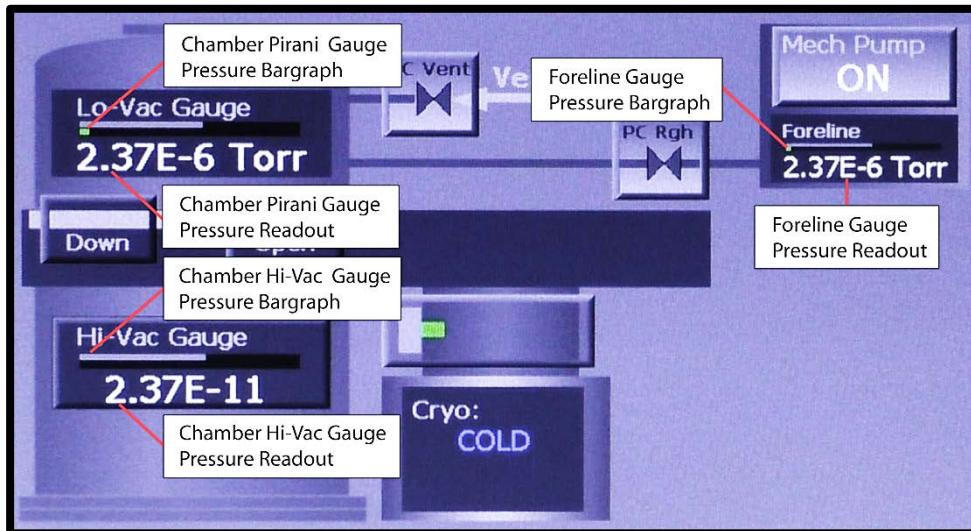 Chamber Pirani Gauge
Pressure Bargraph
C Vent
Ve
Foreline Gauge
Pressure Bargraph
Mech Pump
ON
Lo-Vac Gauge
2.37E-6 Torr
PC Rgh
Foreline
2.37E-6 Torr
Chamber Pirani Gauge
Pressure Readout
Foreline Gauge
Pressure Readout
Down
Chamber Hi-Vac Gauge
Pressure Bargraph
Hi-Vac Gauge
2.37E-11
Chamber Hi-Vac Gauge
Pressure Readout
Cryo:
COLD